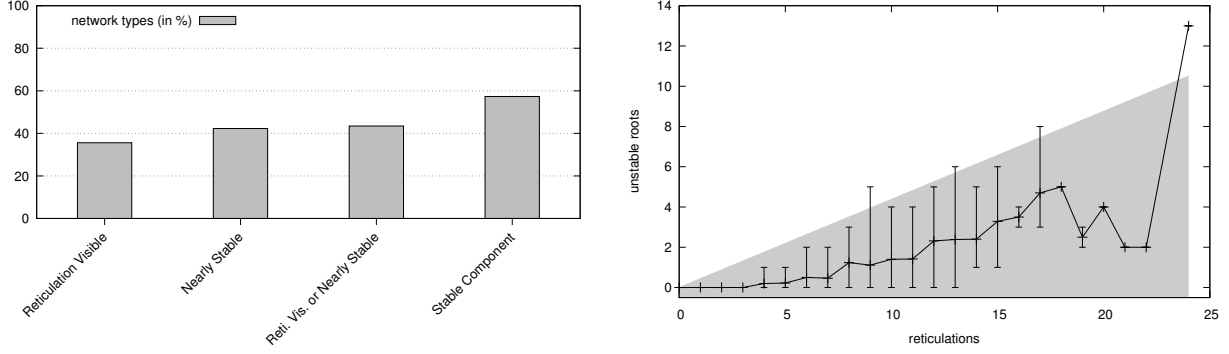 100
80
60
40
20
0
network types (in %)
Reticulation Visible
Nearly Stable
Reti. Vis. or Nearly Stable
Stable Component
14
12
10
8
6
4
2
0
unstable roots
0 5 10 15 20 25
reticulations